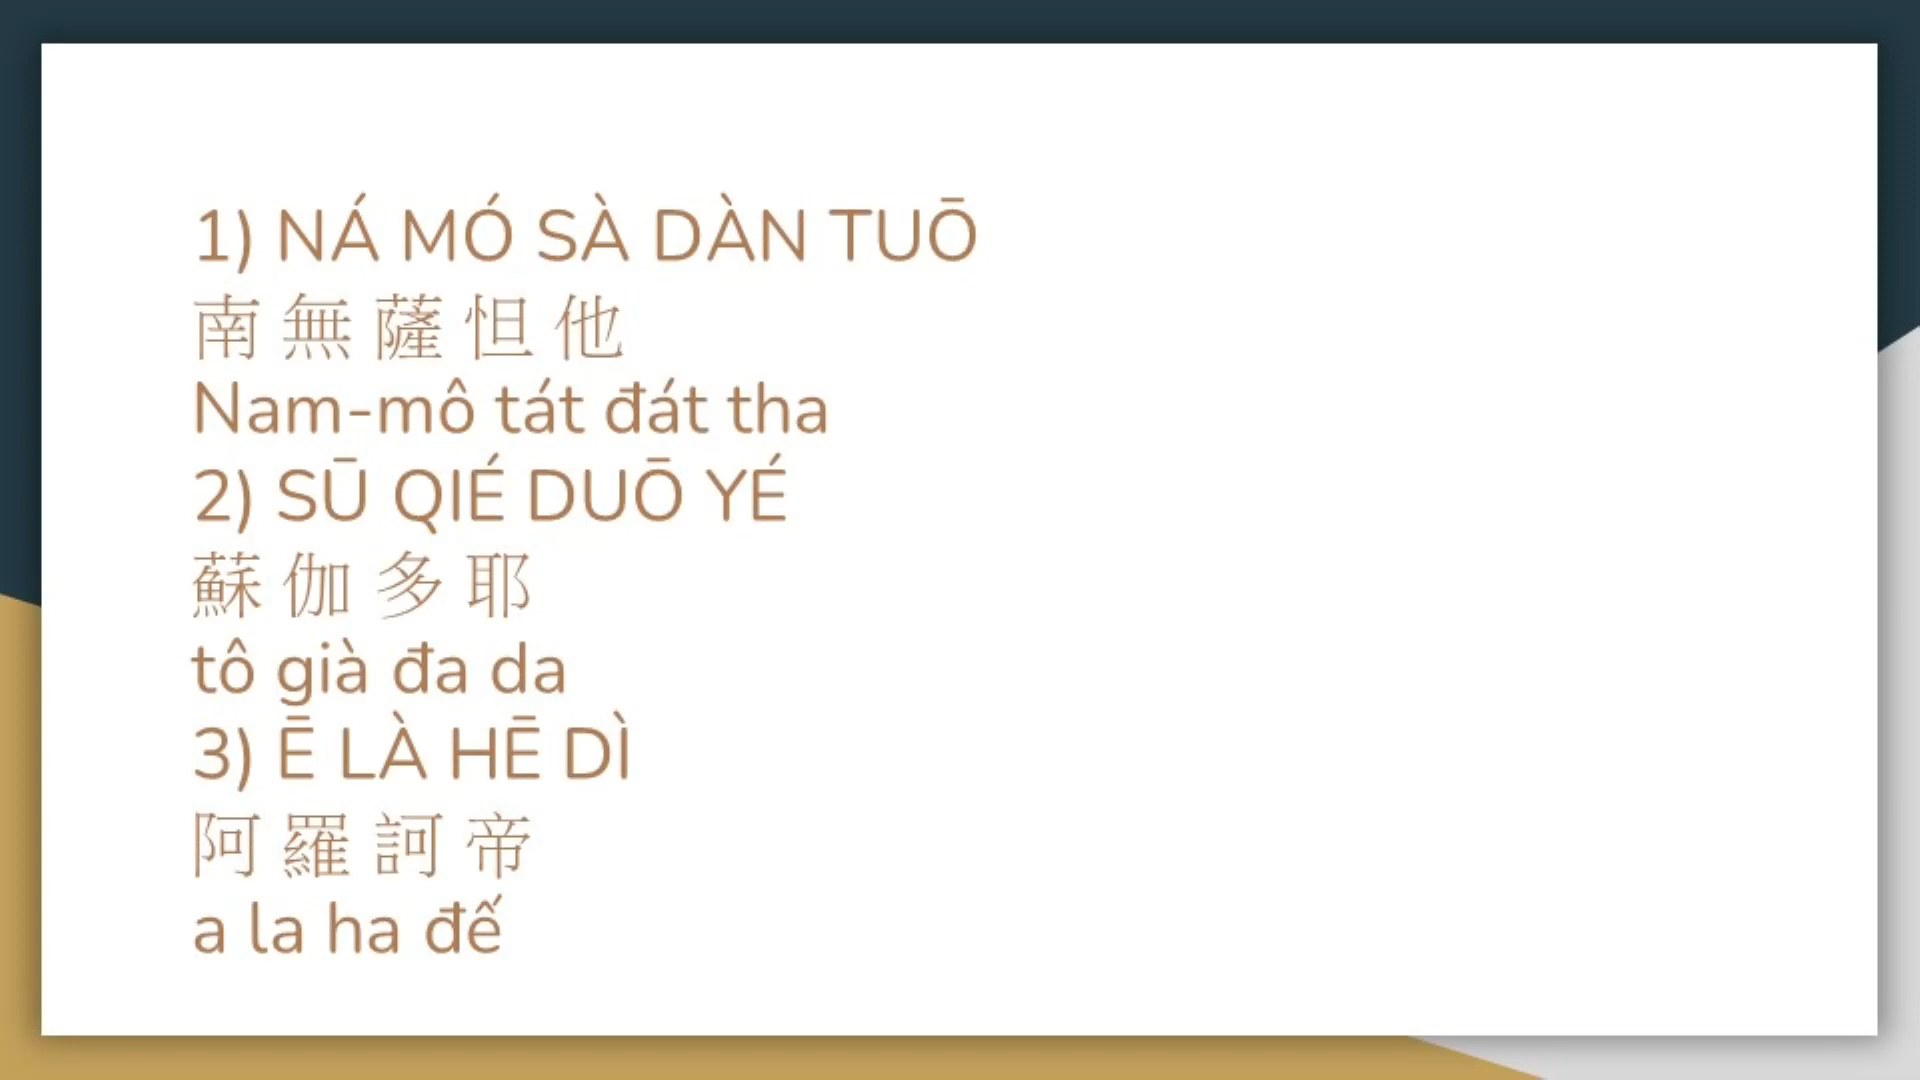 1) NÁ MÓ SÀ DÀN TUŌ
南 無 薩 怛 他
Nam-mô tát đát tha
2) SŪ QIÉ DUŌ YÉ
蘇 伽 多 耶
tô già đa da
3) Ē LÀ HĒ DÌ
阿 羅 訶 帝
a la ha đế